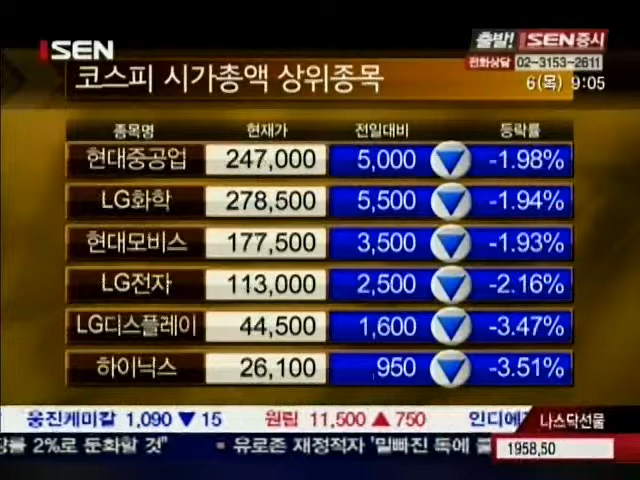 SEN
출발! SEN증시
전화상담 02-3153-2611
6(목) 9:05
코스피 시가총액 상위종목
종목명 현재가 전일대비 등락률
현대중공업 247,000 5,000 ▼ -1.98%
LG화학 278,500 5,500 ▼ -1.94%
현대모비스 177,500 3,500 ▼ -1.93%
LG전자 113,000 2,500 ▼ -2.16%
LG디스플레이 44,500 1,600 ▼ -3.47%
하이닉스 26,100 950 ▼ -3.51%
웅진케미칼 1,090 ▼ 15 원림 11,500 ▲ 750 인디에 나스닥선물
률 2%로 둔화할 것" ▪ 유로존 재정적자 '밑빠진 독에 1958,50